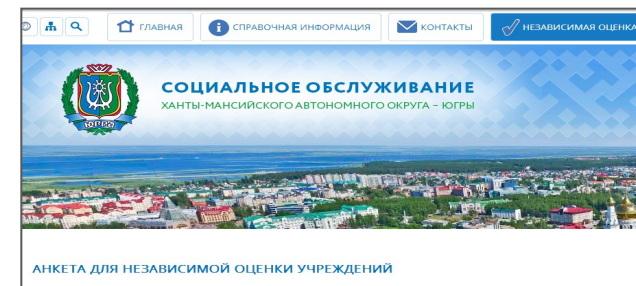 ГЛАВНАЯ
СПРАВОЧНАЯ ИНФОРМАЦИЯ
КОНТАКТЫ
НЕЗАВИСИМАЯ ОЦЕНКА
СОЦИАЛЬНОЕ ОБСЛУЖИВАНИЕ
ХАНТЫ-МАНСИЙСКОГО АВТОНОМНОГО ОКРУГА – ЮГРЫ
ЮГРА
АНКЕТА ДЛЯ НЕЗАВИСИМОЙ ОЦЕНКИ УЧРЕЖДЕНИЙ